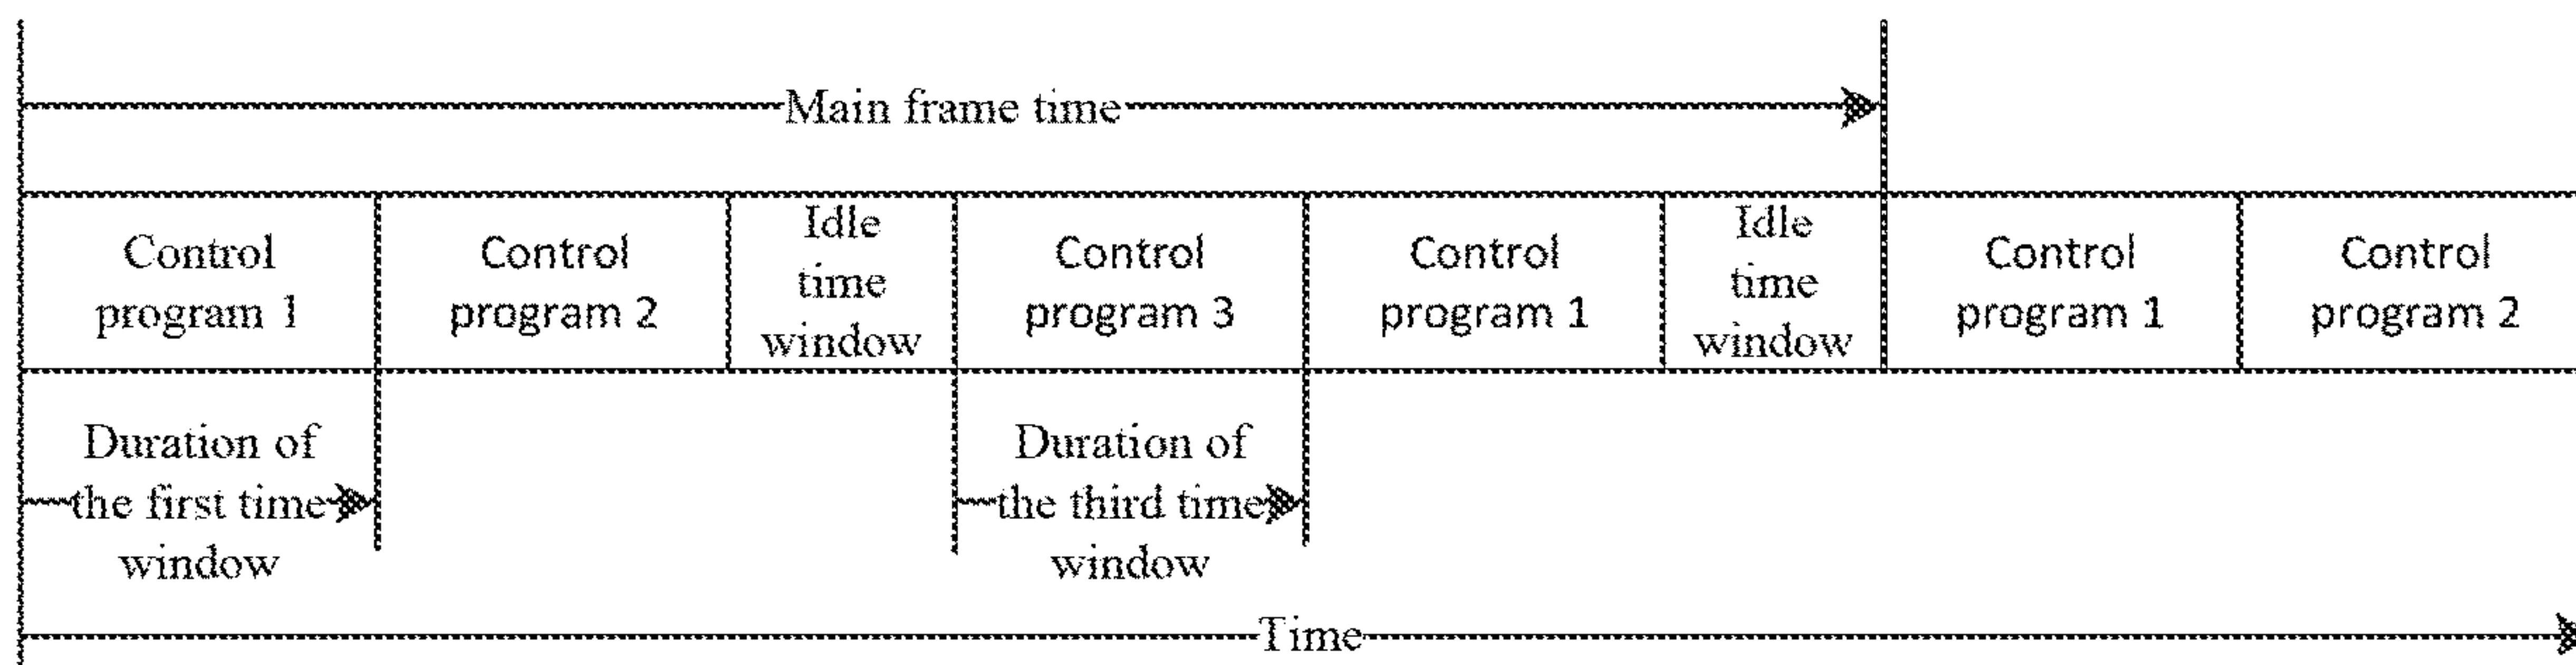 Main frame time
Control
program 1
Control
program 2
Idle
time
window
Control
program 3
Control
program 1
Idle
time
window
Control
program 1
Control
program 2
Duration of
the first time
window
Duration of
the third time
window
Time